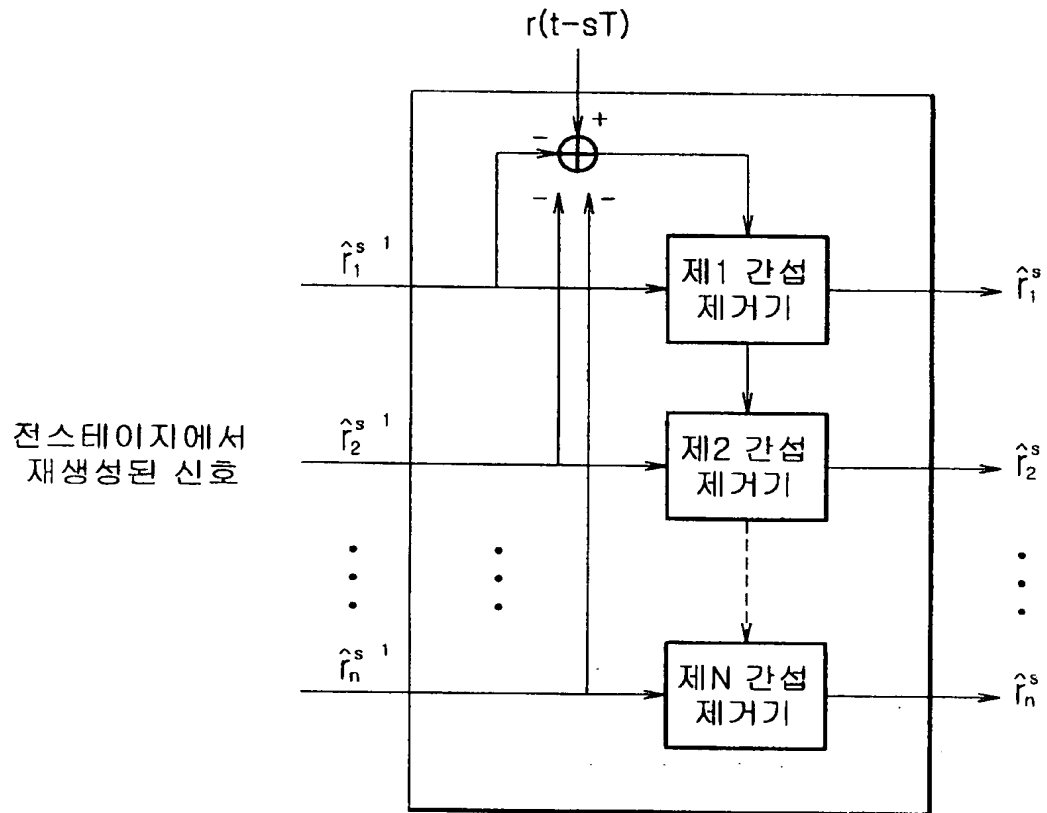 r(t-sT)
- +
- -
r̂₁ˢ ¹
제1 간섭
제거기
r̂₁ˢ
전스테이지에서
재생성된 신호
r̂₂ˢ ¹
제2 간섭
제거기
r̂₂ˢ
r̂ₙˢ ¹
제N 간섭
제거기
r̂ₙˢ